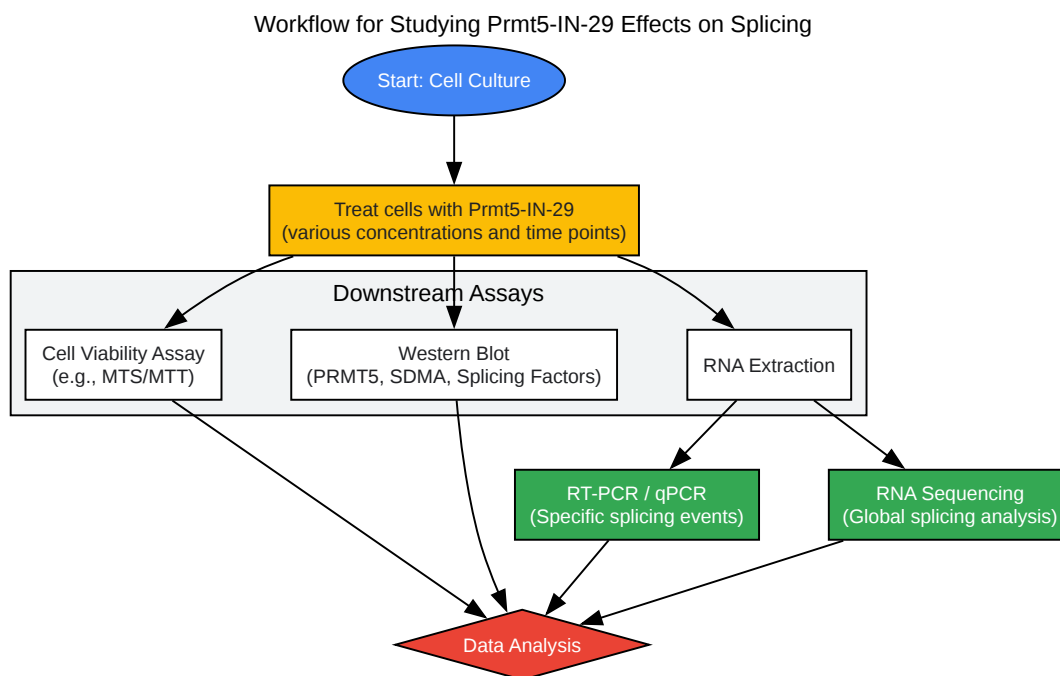 Workflow for Studying Prmt5-IN-29 Effects on Splicing
Start: Cell Culture
Treat cells with Prmt5-IN-29
(various concentrations and time points)
Downstream Assays
Cell Viability Assay
(e.g., MTS/MTT)
Western Blot
(PRMT5, SDMA, Splicing Factors)
RNA Extraction
RT-PCR / qPCR
(Specific splicing events)
RNA Sequencing
(Global splicing analysis)
Data Analysis